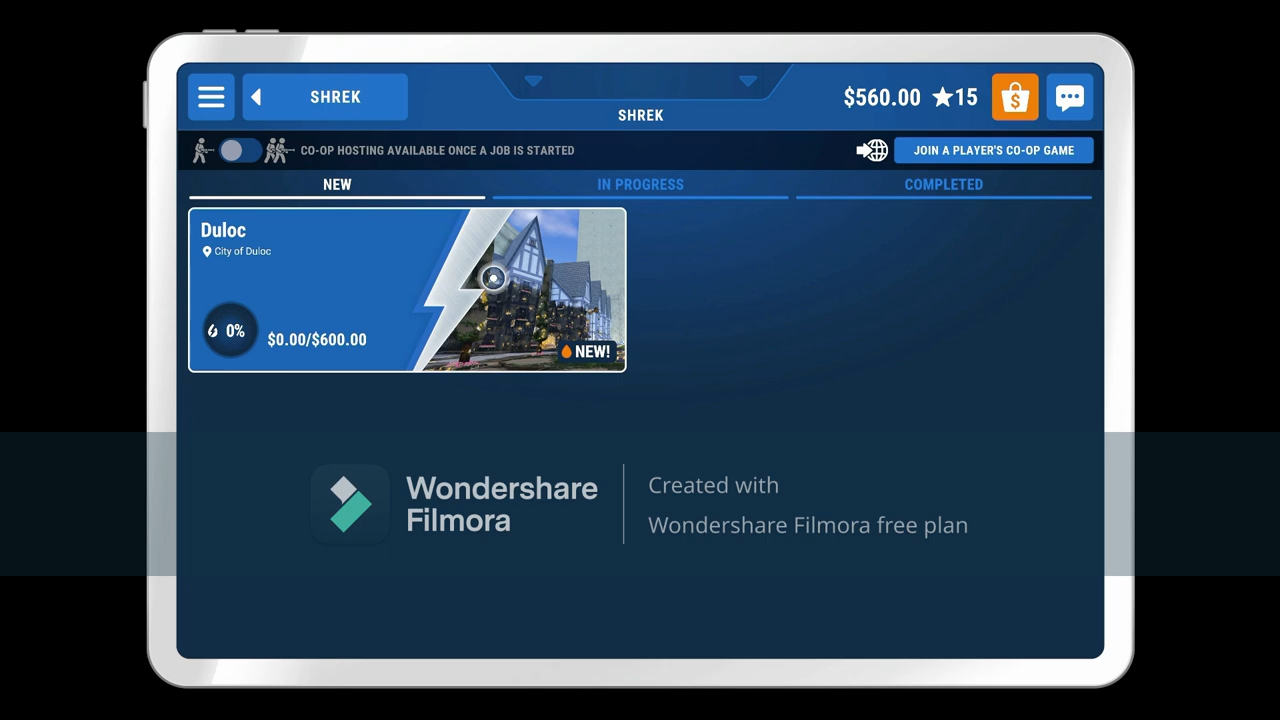 SHREK
SHREK
$560.00 ★15
CO-OP HOSTING AVAILABLE ONCE A JOB IS STARTED
JOIN A PLAYER'S CO-OP GAME
NEW
IN PROGRESS
COMPLETED
Duloc
City of Duloc
0%
$0.00/$600.00
NEW!
Wondershare
Filmora
Created with
Wondershare Filmora free plan